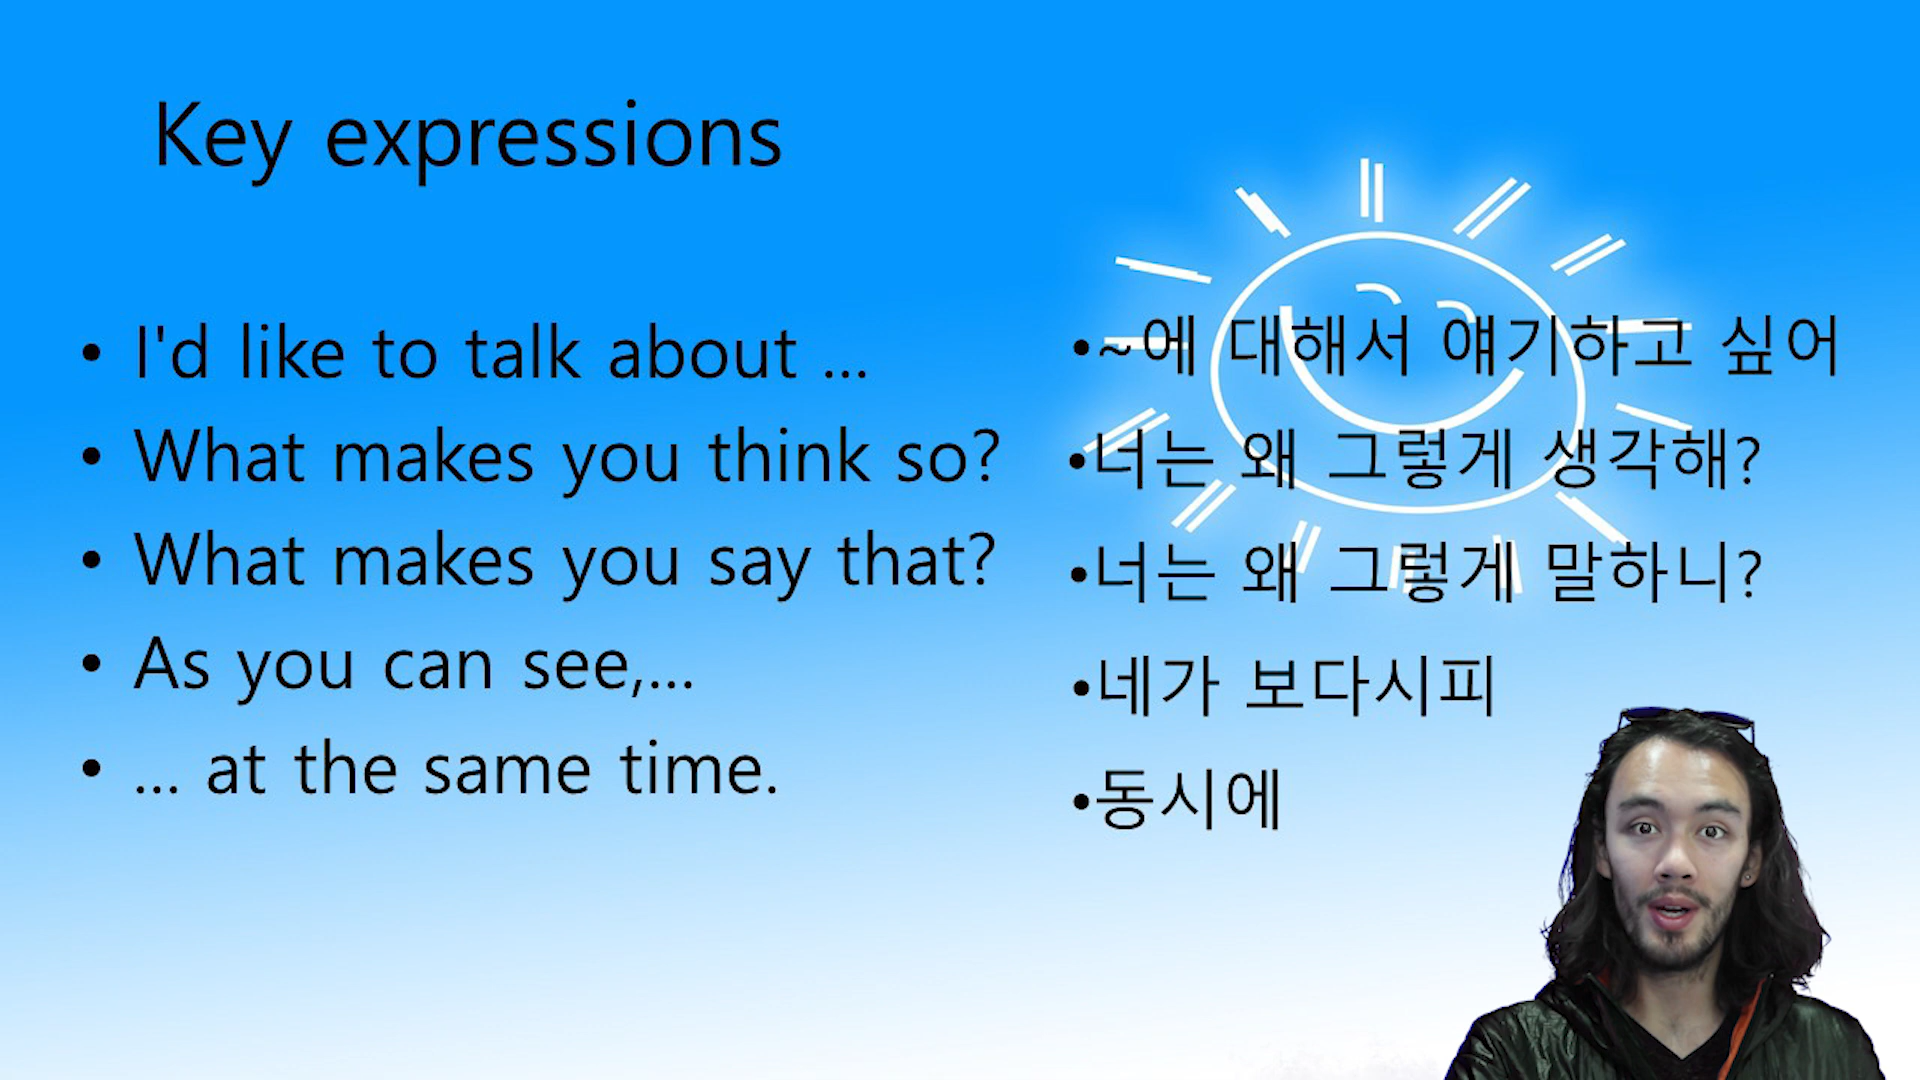 Key expressions
• I'd like to talk about ...
• What makes you think so?
• What makes you say that?
• As you can see,...
• ... at the same time.
•~에 대해서 얘기하고 싶어
•너는 왜 그렇게 생각해?
•너는 왜 그렇게 말하니?
•네가 보다시피
•동시에